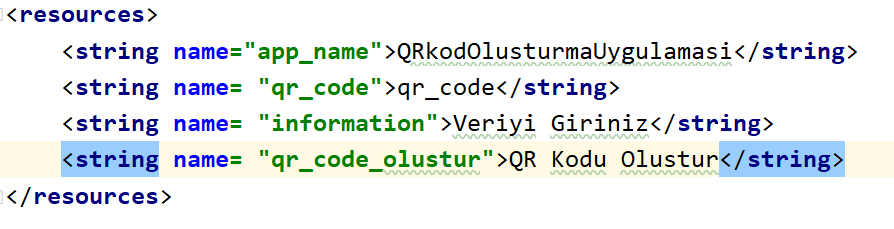 <resources>
<string name="app_name">QRkodOlusturmaUygulamasi</string>
<string name= "qr_code">qr_code</string>
<string name= "information">Veriyi Giriniz</string>
<string name= "qr_code_olustur">QR Kodu Olustur</string>
</resources>